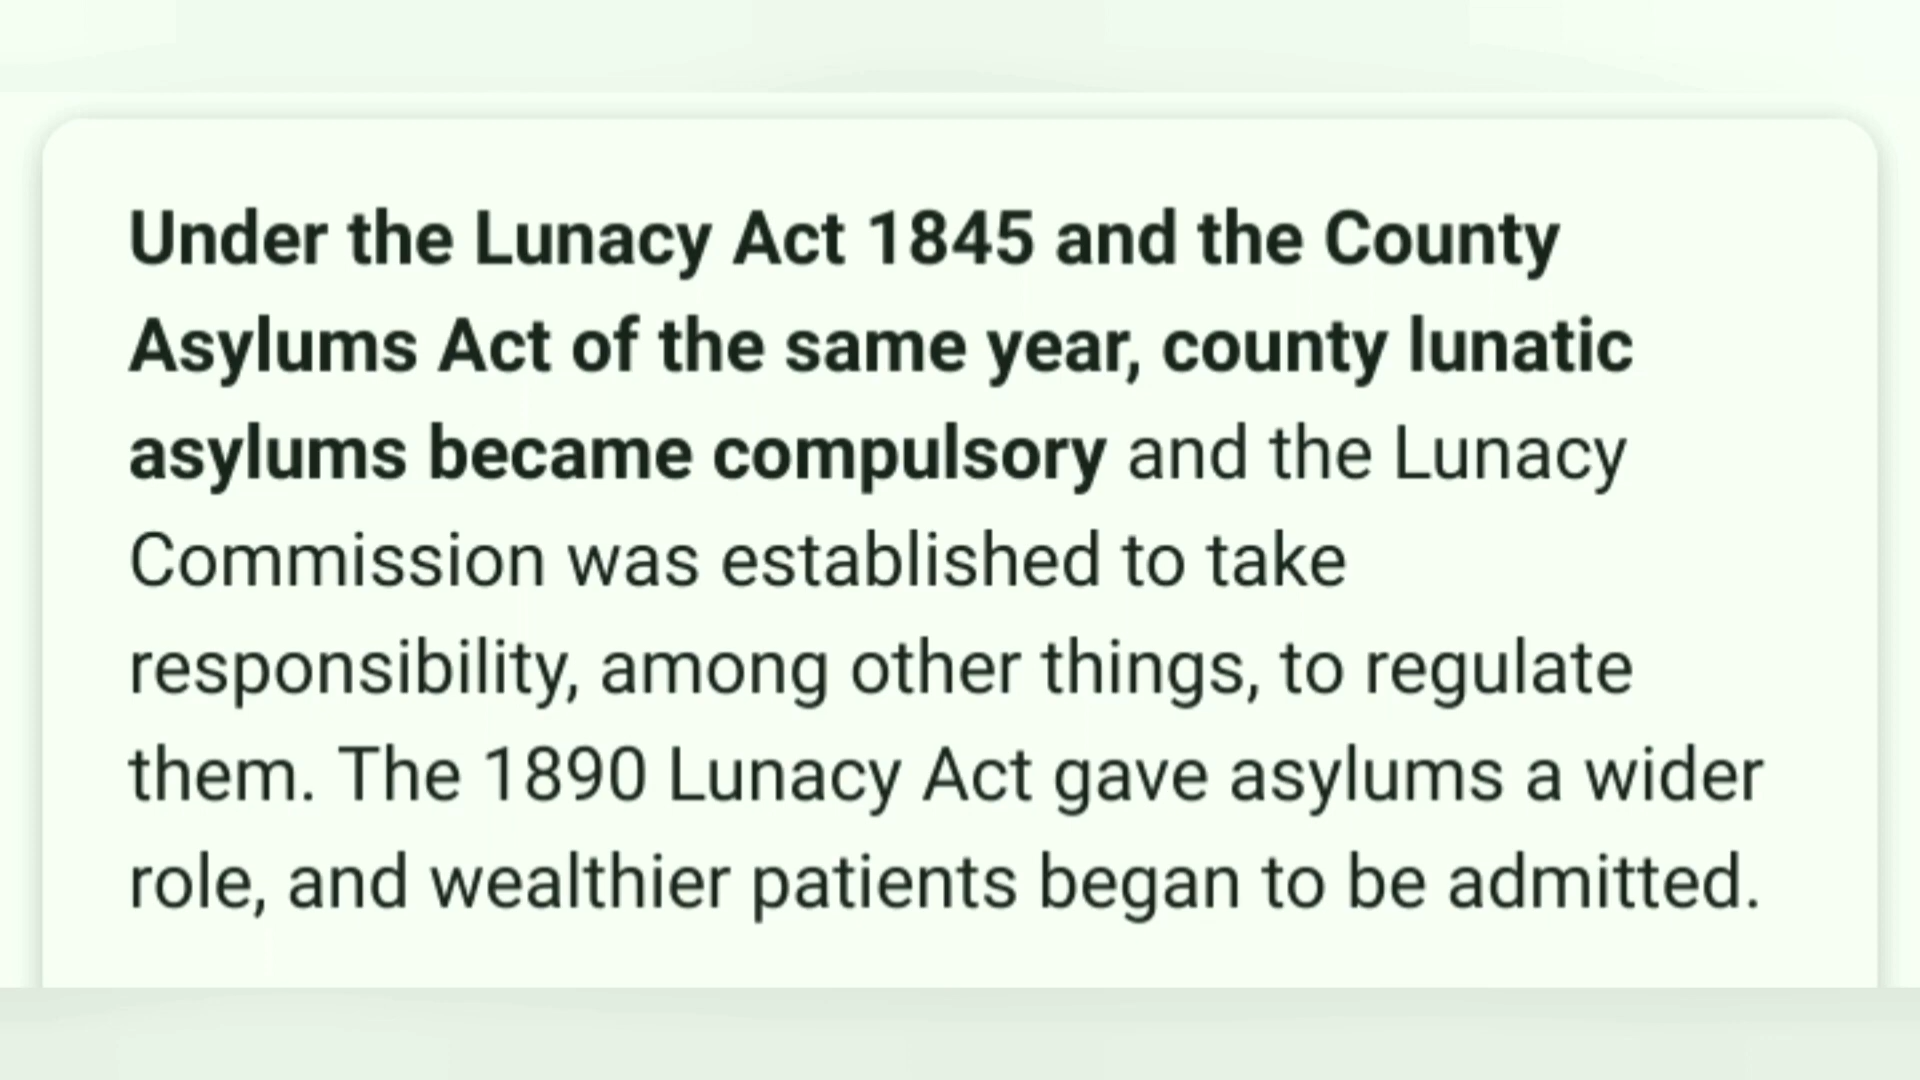 Under the Lunacy Act 1845 and the County
Asylums Act of the same year, county lunatic
asylums became compulsory and the Lunacy
Commission was established to take
responsibility, among other things, to regulate
them. The 1890 Lunacy Act gave asylums a wider
role, and wealthier patients began to be admitted.